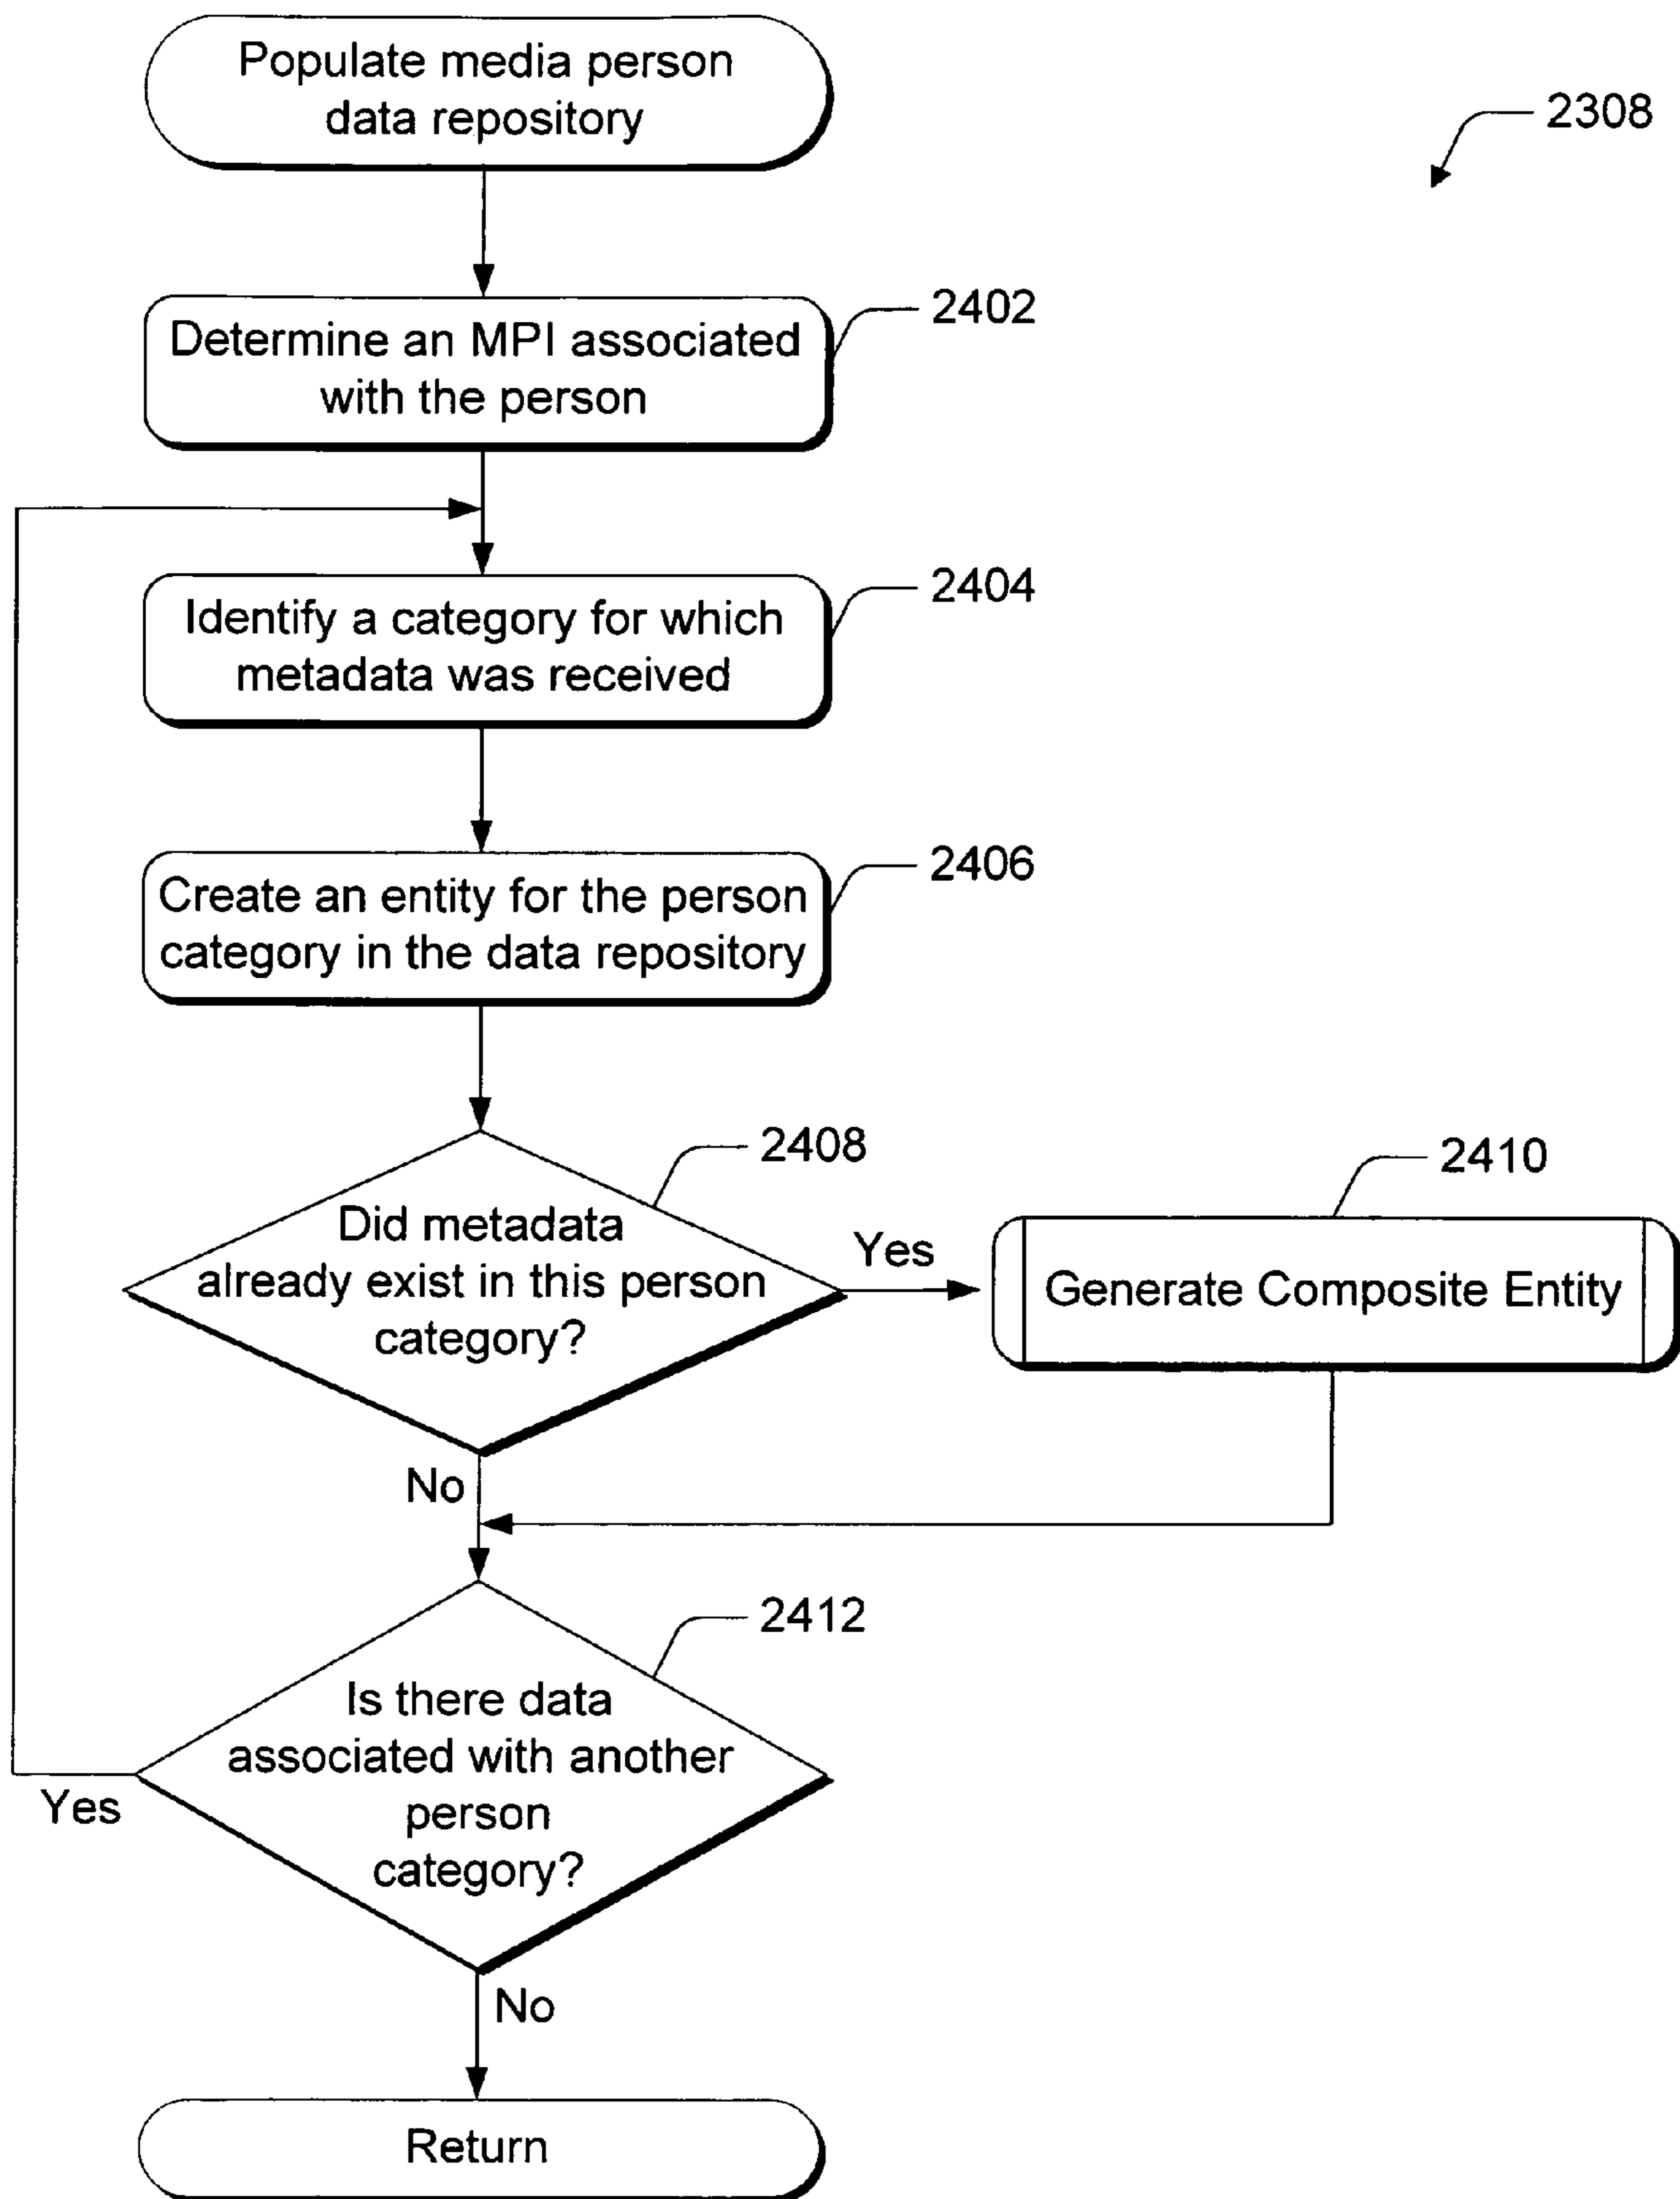 Populate media person
data repository
2308
2402
Determine an MPI associated
with the person
2404
Identify a category for which
metadata was received
2406
Create an entity for the person
category in the data repository
2408
Did metadata
already exist in this person
category?
Yes
2410
Generate Composite Entity
No
2412
Is there data
associated with another
person
category?
Yes
No
Return